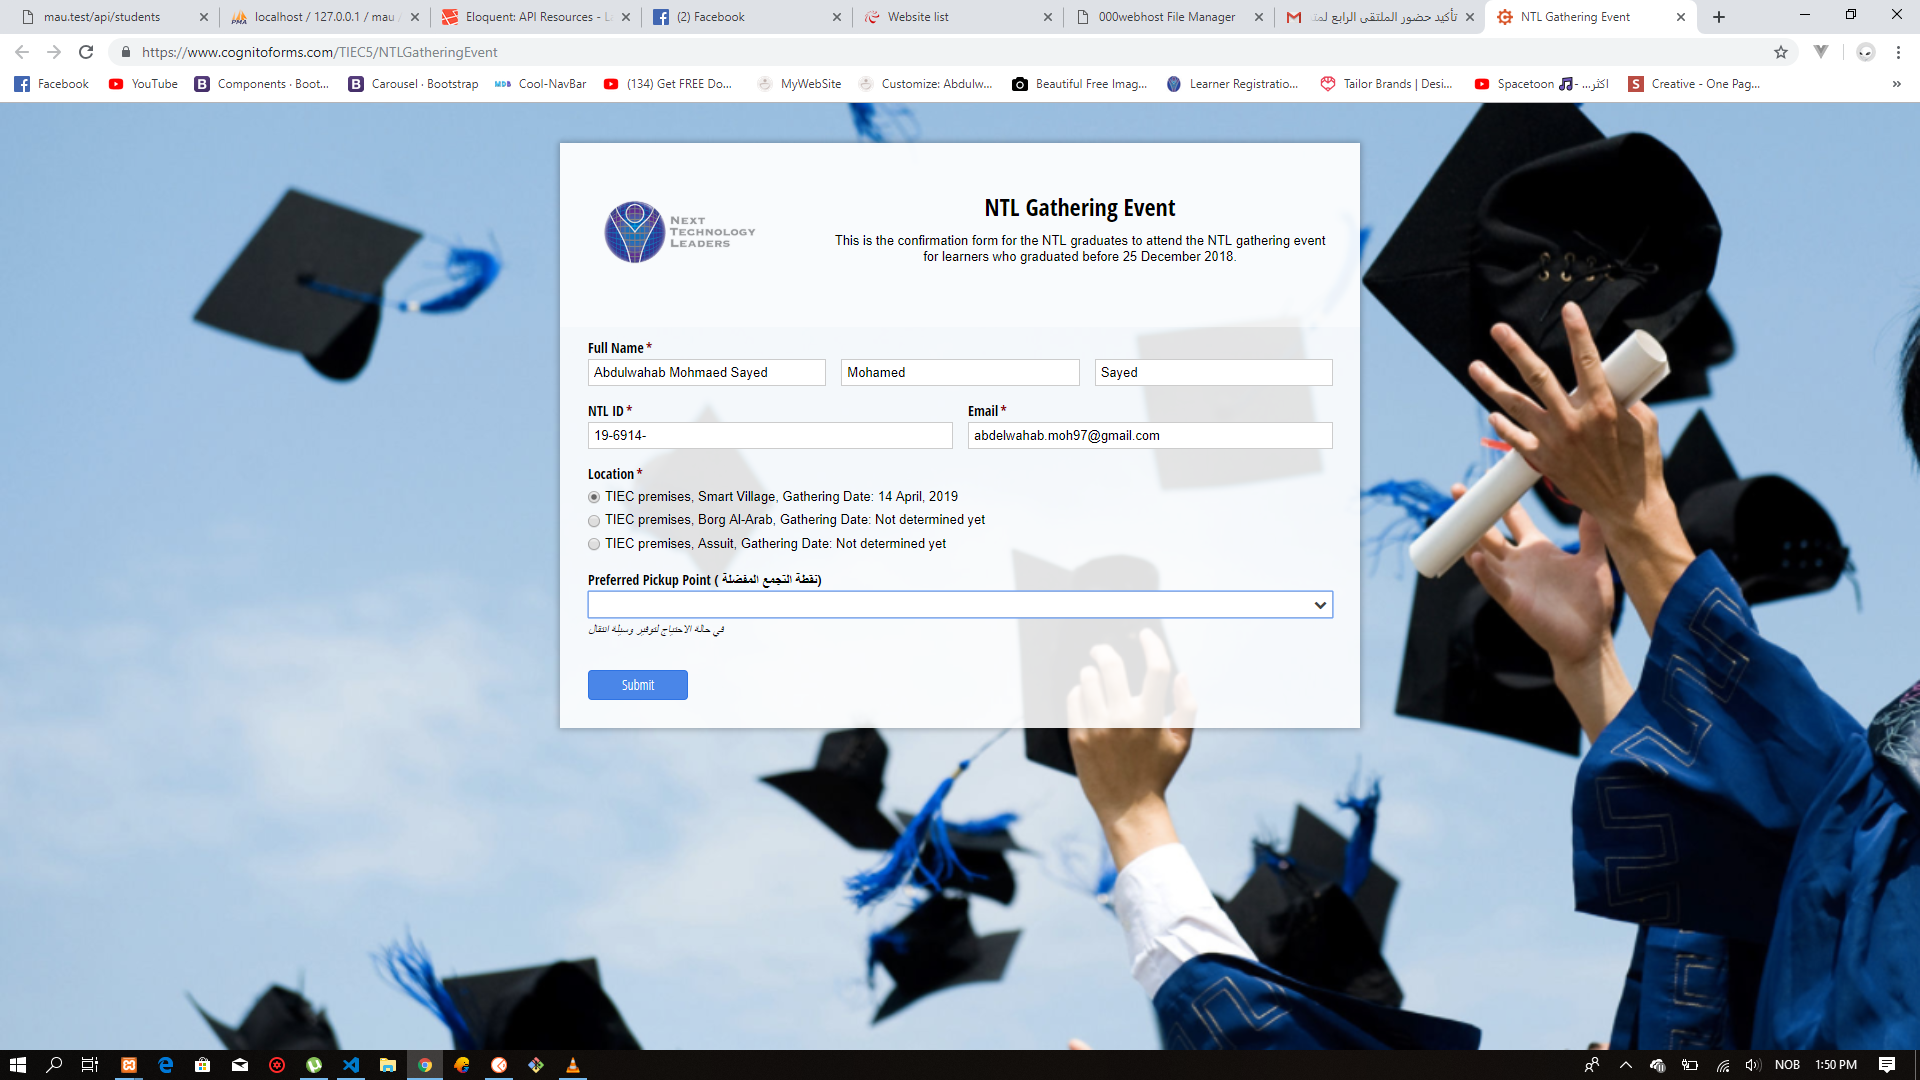 mau.test/api/students
localhost / 127.0.0.1 / mau
Eloquent: API Resources - L
(2) Facebook
Website list
000webhost File Manager
تأكيد حضور الملتقى الرابع لمت
NTL Gathering Event
https://www.cognitoforms.com/TIEC5/NTLGatheringEvent
Facebook
YouTube
Components · Boot...
Carousel · Bootstrap
MDB Cool-NavBar
(134) Get FREE Do...
MyWebSite
Customize: Abdulw...
Beautiful Free Imag...
Learner Registratio...
Tailor Brands | Desi...
Spacetoon - اكثر...
S Creative - One Pag...
NEXT
TECHNOLOGY
LEADERS
NTL Gathering Event
This is the confirmation form for the NTL graduates to attend the NTL gathering event
for learners who graduated before 25 December 2018.
Full Name *
Abdulwahab Mohmaed Sayed
Mohamed
Sayed
NTL ID *
Email *
19-6914-
abdelwahab.moh97@gmail.com
Location *
TIEC premises, Smart Village, Gathering Date: 14 April, 2019
TIEC premises, Borg Al-Arab, Gathering Date: Not determined yet
TIEC premises, Assuit, Gathering Date: Not determined yet
Preferred Pickup Point ( نقطة التجمع المفضلة)
في حالة الاحتياج لتوفير وسيلة انتقال
Submit
NOB
1:50 PM